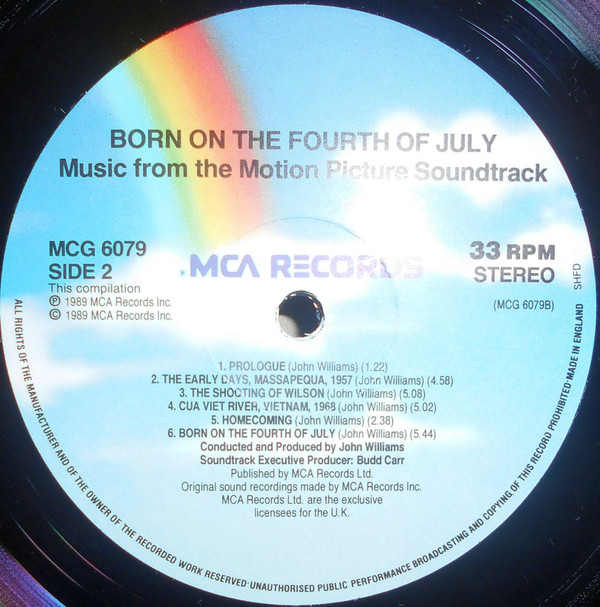 BORN ON THE FOURTH OF JULY
Music from the Motion Picture Soundtrack
MCG 6079
SIDE 2
This compilation
℗ 1989 MCA Records Inc.
© 1989 MCA Records Inc.
MCA RECORDS
33 RPM
STEREO
(MCG 6079B)
SHFD
1. PROLOGUE (John Williams) (1.22)
2. THE EARLY DAYS, MASSAPEQUA, 1957 (John Williams) (4.58)
3. THE SHOOTING OF WILSON (John Williams) (5.08)
4. CUA VIET RIVER, VIETNAM, 1968 (John Williams) (5.02)
5. HOMECOMING (John Williams) (2.38)
6. BORN ON THE FOURTH OF JULY (John Williams) (5.44)
Conducted and Produced by John Williams
Soundtrack Executive Producer: Budd Carr
Published by MCA Records Ltd.
Original sound recordings made by MCA Records Inc.
MCA Records Ltd. are the exclusive
licensees for the U.K.
ALL RIGHTS OF THE MANUFACTURER AND OF THE OWNER OF THE RECORDED WORK RESERVED·UNAUTHORISED PUBLIC PERFORMANCE BROADCASTING AND COPYING OF THIS RECORD PROHIBITED·MADE IN ENGLAND